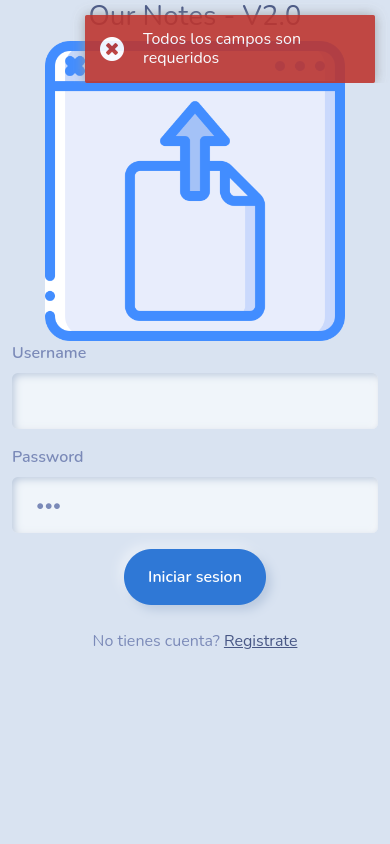 Our Notes - V2.0
Todos los campos son
requeridos
Username
Password
Iniciar sesion
No tienes cuenta? Registrate